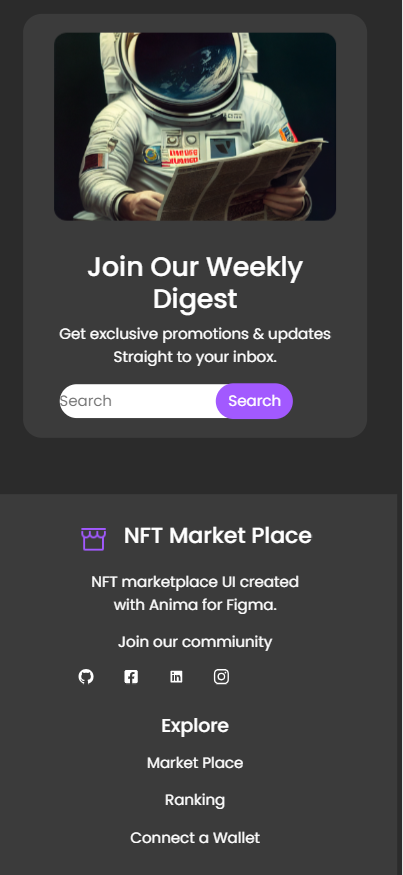 Join Our Weekly
Digest
Get exclusive promotions & updates
Straight to your inbox.
Search
Search
NFT Market Place
NFT marketplace UI created
with Anima for Figma.
Join our commiunity
Explore
Market Place
Ranking
Connect a Wallet